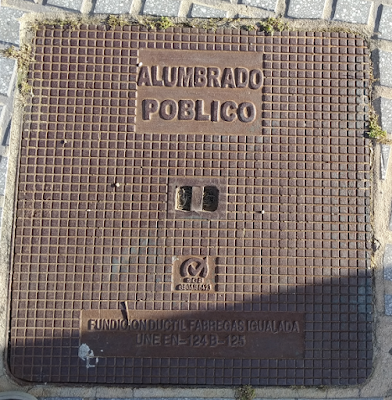 ALUMBRADO
POBLICO
FUNDICION DUCTIL FABREGAS IGUALADA
UNE EN-124 B-125